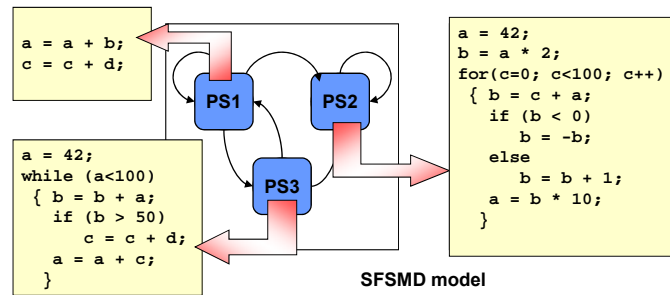 a = a + b;
c = c + d;
PS1
PS2
PS3
a = 42;
while (a<100)
{ b = b + a;
if (b > 50)
c = c + d;
a = a + c;
}
a = 42;
b = a * 2;
for(c=0; c<100; c++)
{ b = c + a;
if (b < 0)
b = -b;
else
b = b + 1;
a = b * 10;
}
SFSMD model